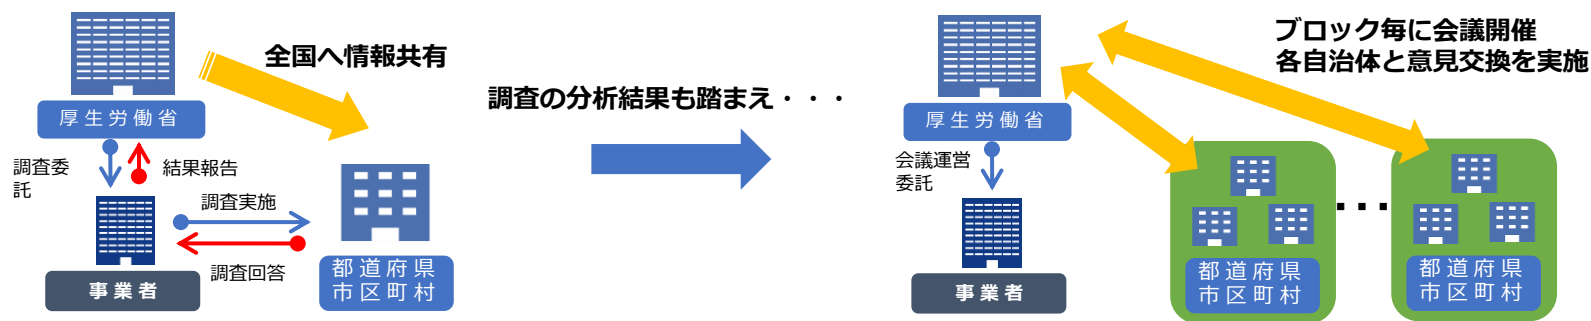 全国へ情報共有
厚生労働省
調査委
託
結果報告
調査実施
調査回答
事業者
都道府県
市区町村
調査の分析結果も踏まえ・・・
ブロック毎に会議開催
各自治体と意見交換を実施
厚生労働省
会議運営
委託
事業者
都道府県
市区町村
・・・
都道府県
市区町村